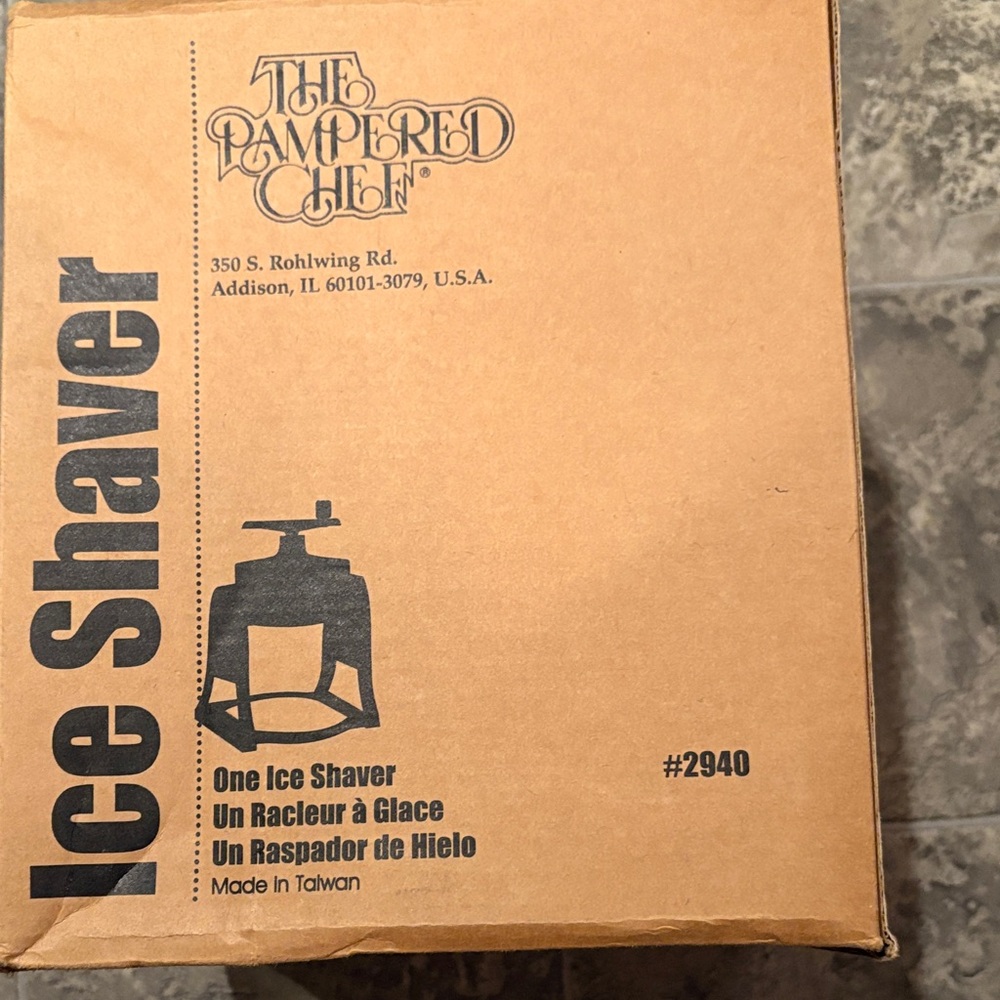 THE
PAMPERED
CHEF®
350 S. Rohlwing Rd.
Addison, IL 60101-3079, U.S.A.
Ice Shaver
#2940
One Ice Shaver
Un Racleur à Glace
Un Raspador de Hielo
Made in Taiwan